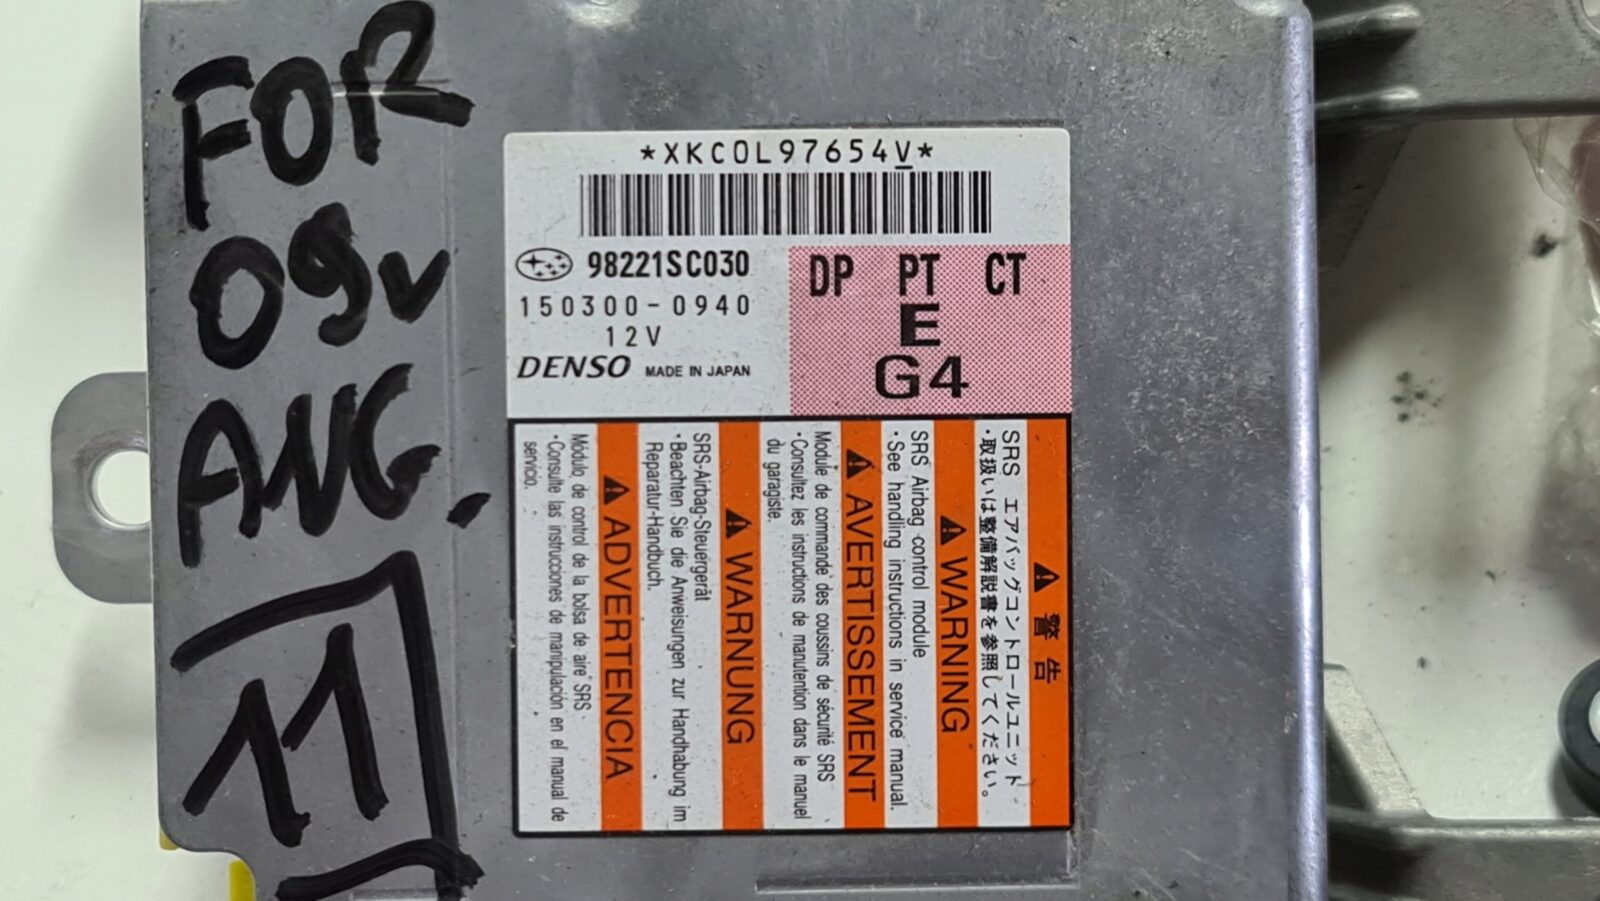 FOR
09v
ANG.
11
*XKC0L97654V*
98221SC030
150300-0940
12V
DENSO MADE IN JAPAN
DP PT CT
E
G4
警告
SRS エアバッグコントロールユニット
・取扱いは整備解説書を参照してください。
WARNING
SRS Airbag control module
・See handling instructions in service manual.
AVERTISSEMENT
Module de commande des coussins de sécurité SRS
・Consultez les instructions de manutention dans le manuel
du garagiste.
WARNUNG
SRS-Airbag-Steuergerät
・Beachten Sie die Anweisungen zur Handhabung im
Reparatur-Handbuch.
ADVERTENCIA
Módulo de control de la bolsa de aire SRS
・Consulte las instrucciones de manipulación en el manual de
servicio.